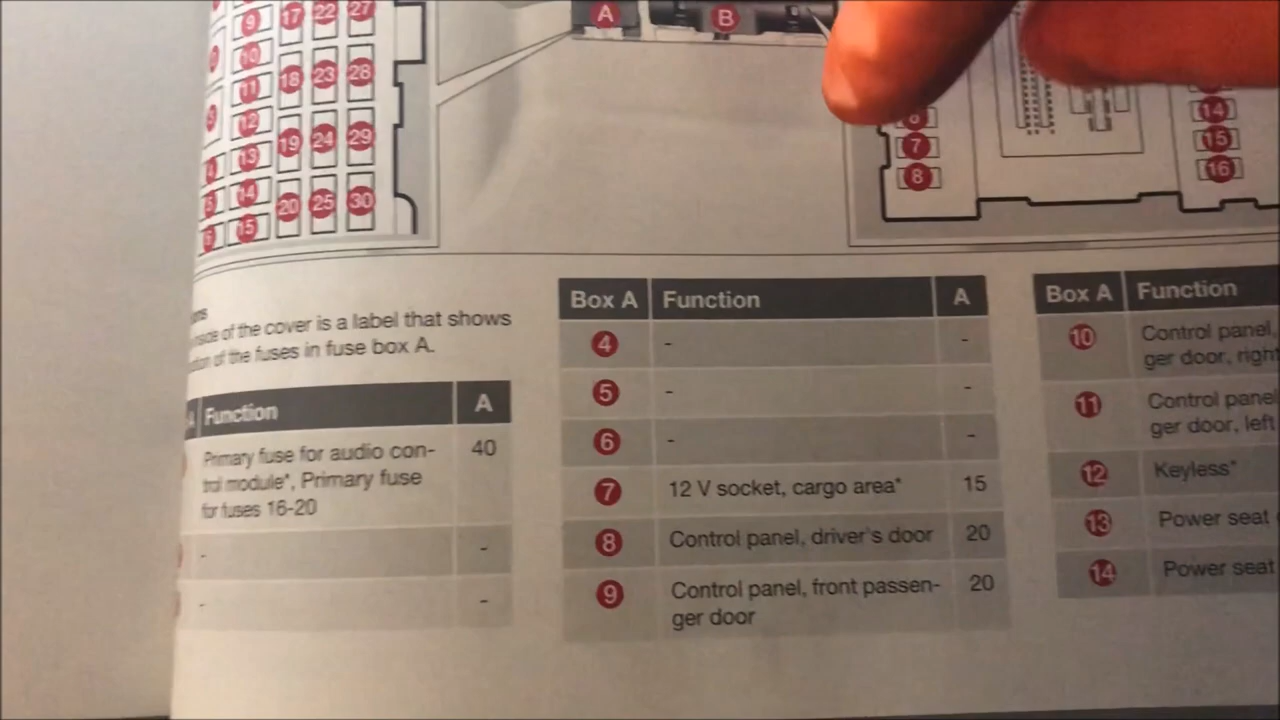 9 17 22 27
10
11 18 23 28
12
13 19 24 29
14
15 20 25 30
A B
7
8
14
15
16
of the cover is a label that shows
of the fuses in fuse box A.
Function A
Primary fuse for audio con- 40
trol module*, Primary fuse
for fuses 16-20
- -
- -
Box A Function A
4 - -
5 - -
6 - -
7 12 V socket, cargo area* 15
8 Control panel, driver's door 20
9 Control panel, front passen- 20
ger door
Box A Function
10 Control panel,
ger door, right
11 Control panel
ger door, left
12 Keyless*
13 Power seat
14 Power seat